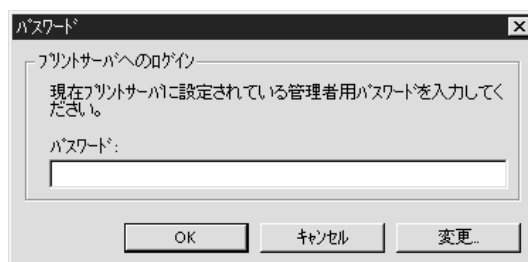 ﾊﾟｽﾜｰﾄﾞ
ﾌﾟﾘﾝﾄｻｰﾊﾞへのﾛｸﾞｲﾝ
現在ﾌﾟﾘﾝﾄｻｰﾊﾞに設定されている管理者用ﾊﾟｽﾜｰﾄﾞを入力してく
ださい。
ﾊﾟｽﾜｰﾄﾞ:
OK
ｷｬﾝｾﾙ
変更...